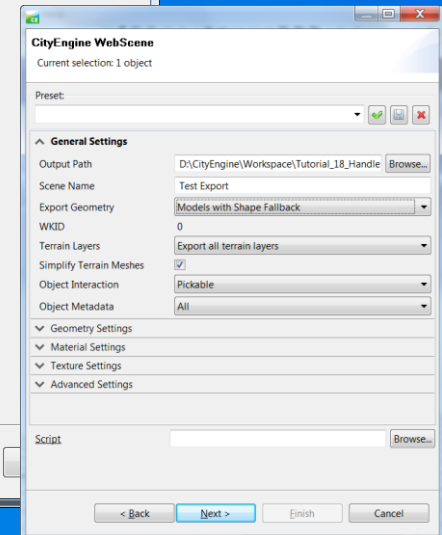 CityEngine WebScene
Current selection: 1 object
Preset:
General Settings
Output Path D:\CityEngine\Workspace\Tutorial_18_Handle Browse...
Scene Name Test Export
Export Geometry Models with Shape Fallback
WKID 0
Terrain Layers Export all terrain layers
Simplify Terrain Meshes
Object Interaction Pickable
Object Metadata All
Geometry Settings
Material Settings
Texture Settings
Advanced Settings
Script Browse...
< Back Next > Finish Cancel